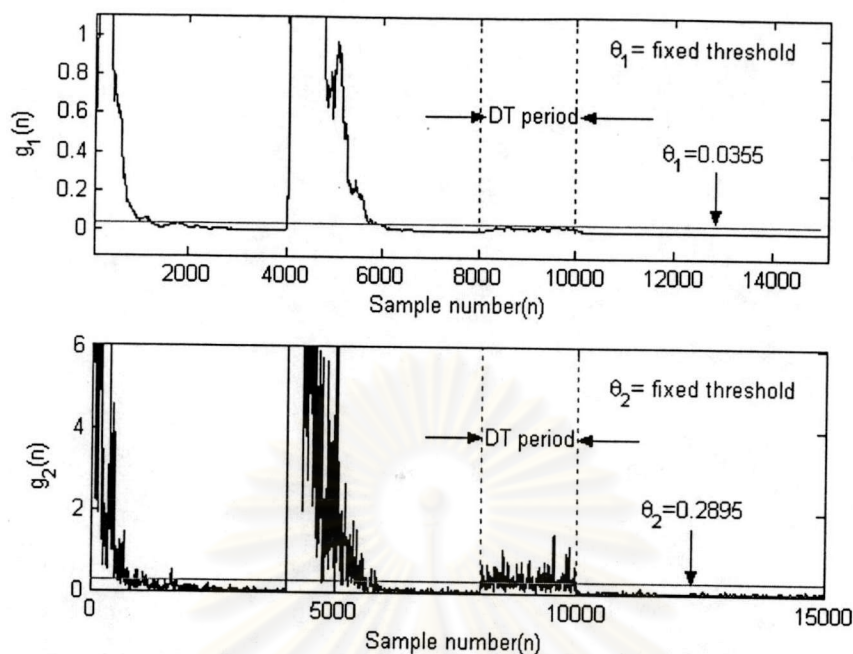 1
0.8
0.6
0.4
0.2
0
g₁(n)
θ₁= fixed threshold
DT period
θ₁=0.0355
2000 4000 6000 8000 10000 12000 14000
Sample number(n)
6
4
2
0
g₂(n)
θ₂= fixed threshold
DT period
θ₂=0.2895
0 5000 10000 15000
Sample number(n)